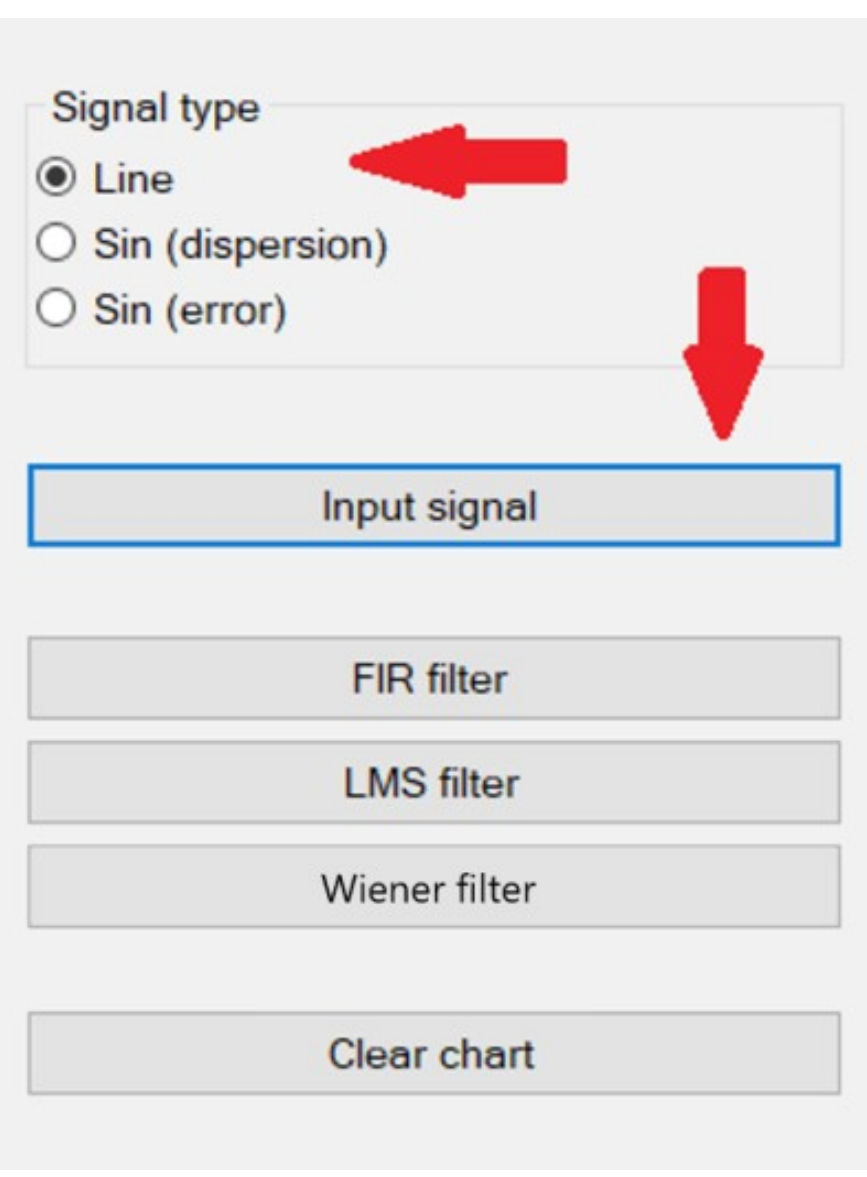 Signal type
Line
Sin (dispersion)
Sin (error)
Input signal
FIR filter
LMS filter
Wiener filter
Clear chart